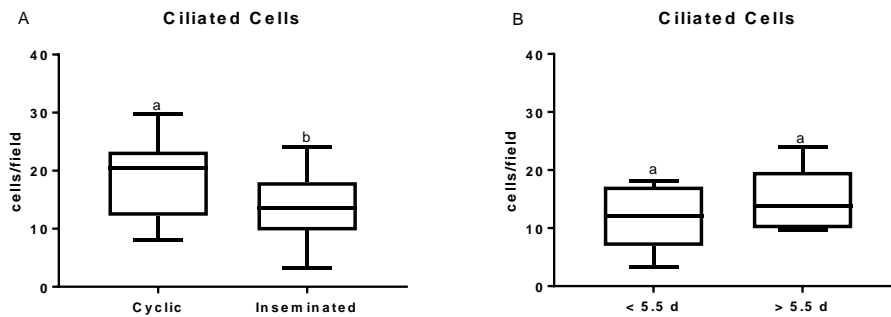 A
Ciliated Cells
cells/field
40
30
20
10
0
a
b
Cyclic
Inseminated
B
Ciliated Cells
cells/field
40
30
20
10
0
a
a
< 5.5 d
> 5.5 d